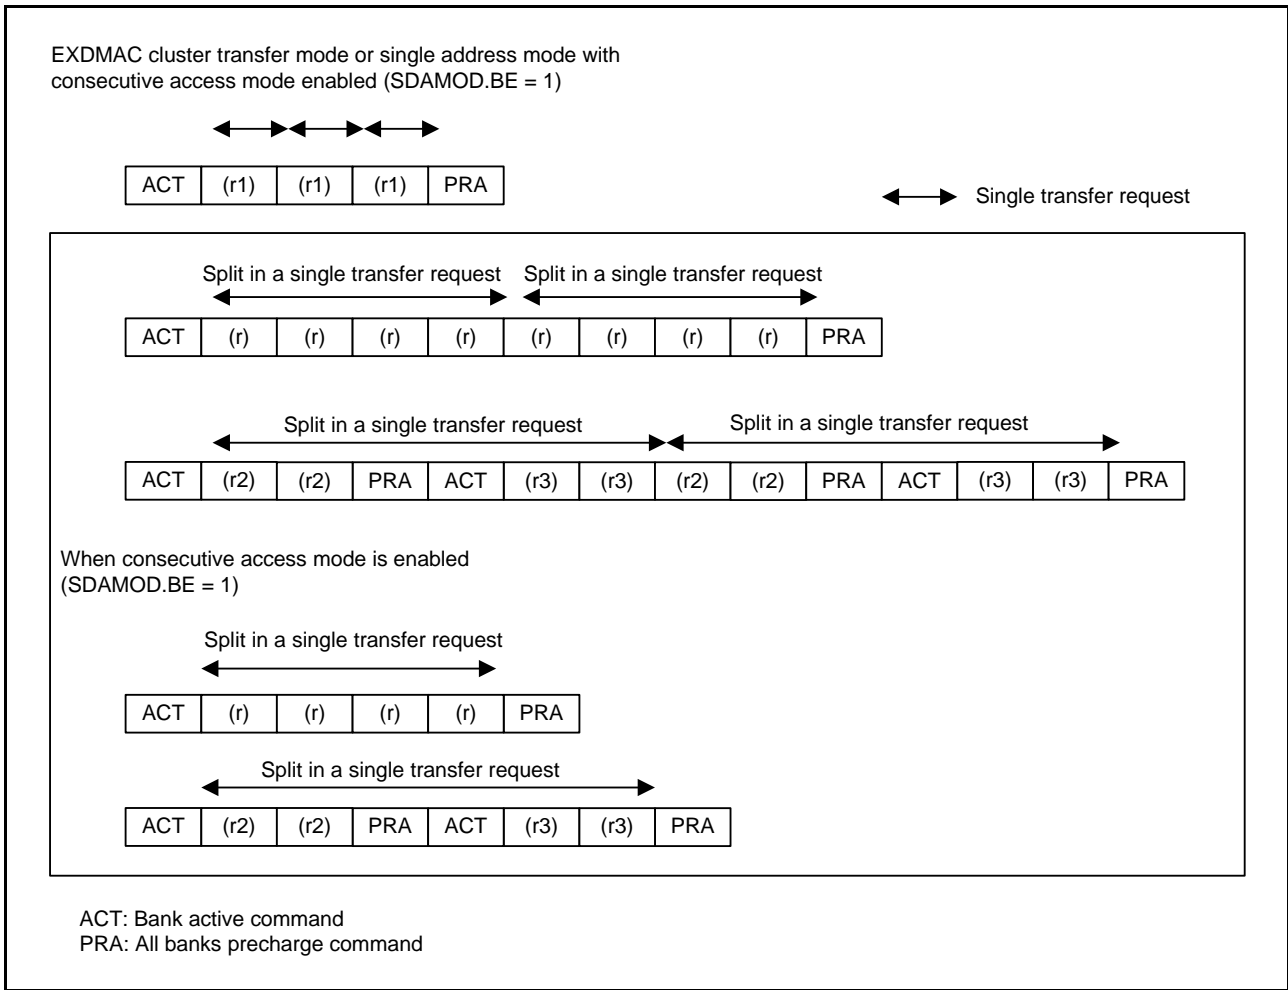 EXDMAC cluster transfer mode or single address mode with
consecutive access mode enabled (SDAMOD.BE = 1)
ACT (r1) (r1) (r1) PRA
Single transfer request
Split in a single transfer request Split in a single transfer request
ACT (r) (r) (r) (r) (r) (r) (r) (r) PRA
Split in a single transfer request Split in a single transfer request
ACT (r2) (r2) PRA ACT (r3) (r3) (r2) (r2) PRA ACT (r3) (r3) PRA
When consecutive access mode is enabled
(SDAMOD.BE = 1)
Split in a single transfer request
ACT (r) (r) (r) (r) PRA
Split in a single transfer request
ACT (r2) (r2) PRA ACT (r3) (r3) PRA
ACT: Bank active command
PRA: All banks precharge command